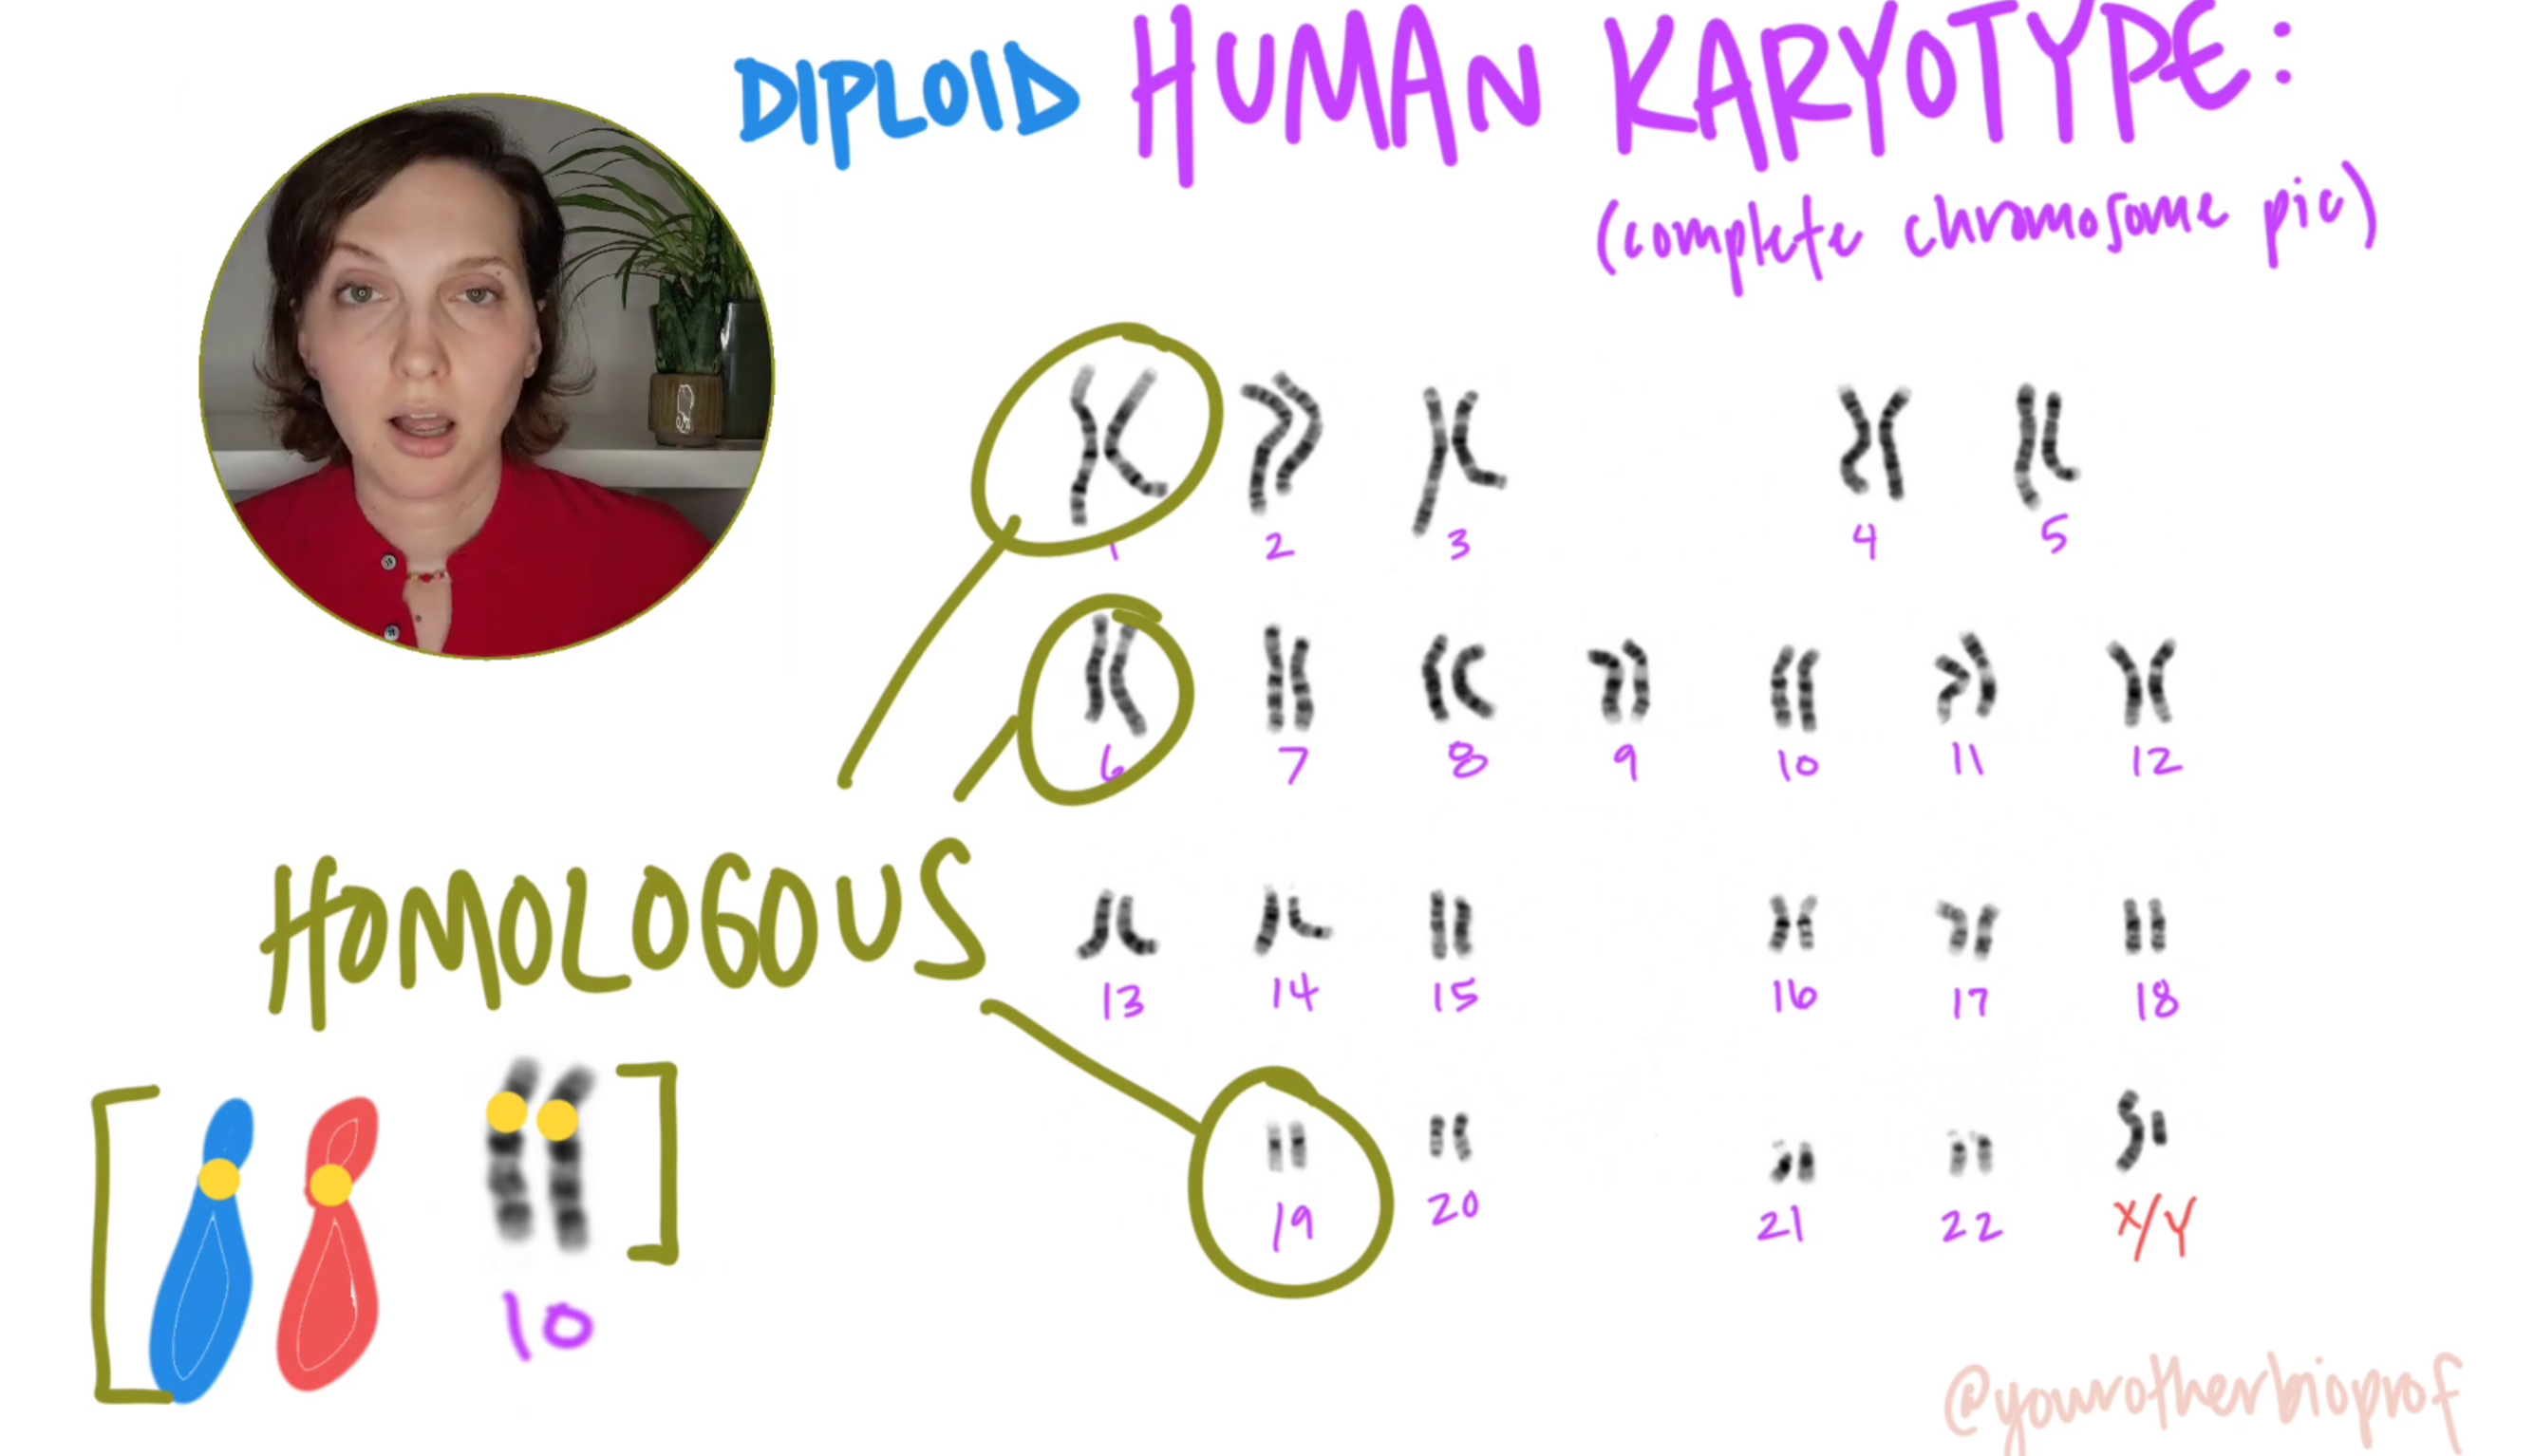 DIPLOID HUMAN KARYOTYPE:
(complete chromosome pic)
1 2 3 4 5
6 7 8 9 10 11 12
HOMOLOGOUS
13 14 15 16 17 18
19 20 21 22 X/Y
10
@yourotherbioprof